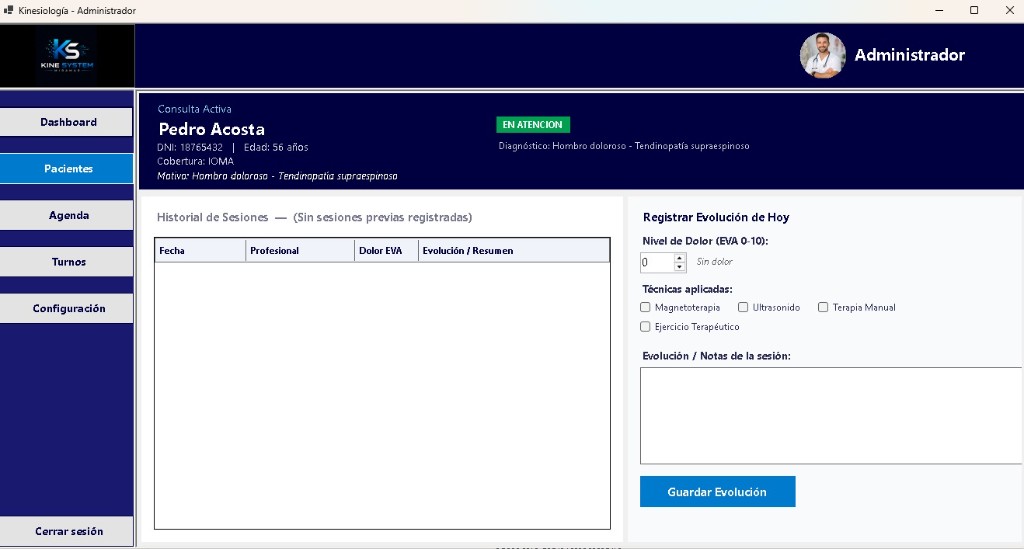 Kinesiología - Administrador
KS
KINE SYSTEM
MIRAMAR
Administrador
Dashboard
Pacientes
Agenda
Turnos
Configuración
Cerrar sesión
Consulta Activa
Pedro Acosta
DNI: 18765432 | Edad: 56 años
Cobertura: IOMA
Motivo: Hombro doloroso - Tendinopatía supraespinoso
EN ATENCION
Diagnóstico: Hombro doloroso - Tendinopatía supraespinoso
Historial de Sesiones — (Sin sesiones previas registradas)
Fecha Profesional Dolor EVA Evolución / Resumen
Registrar Evolución de Hoy
Nivel de Dolor (EVA 0-10):
0 Sin dolor
Técnicas aplicadas:
Magnetoterapia Ultrasonido Terapia Manual
Ejercicio Terapéutico
Evolución / Notas de la sesión:
Guardar Evolución